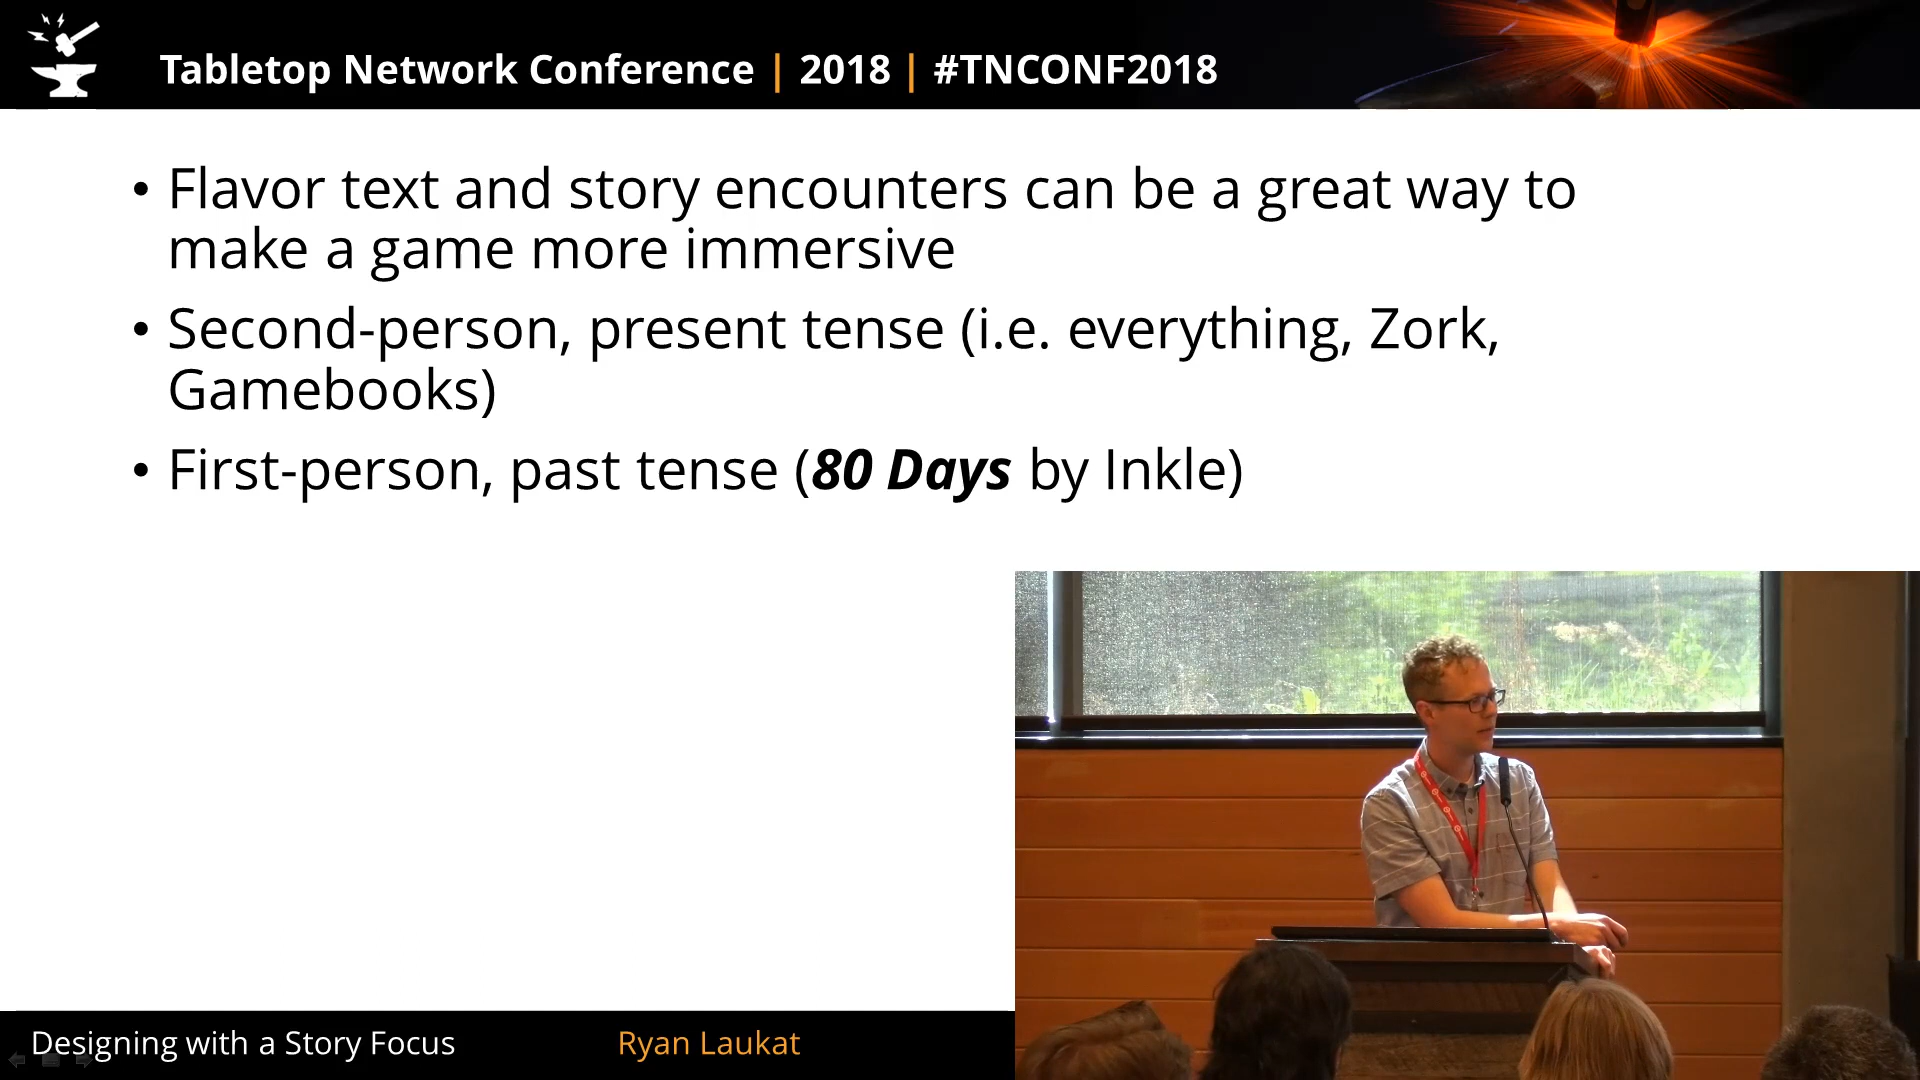 Tabletop Network Conference | 2018 | #TNCONF2018
• Flavor text and story encounters can be a great way to
make a game more immersive
• Second-person, present tense (i.e. everything, Zork,
Gamebooks)
• First-person, past tense (80 Days by Inkle)
Designing with a Story Focus
Ryan Laukat